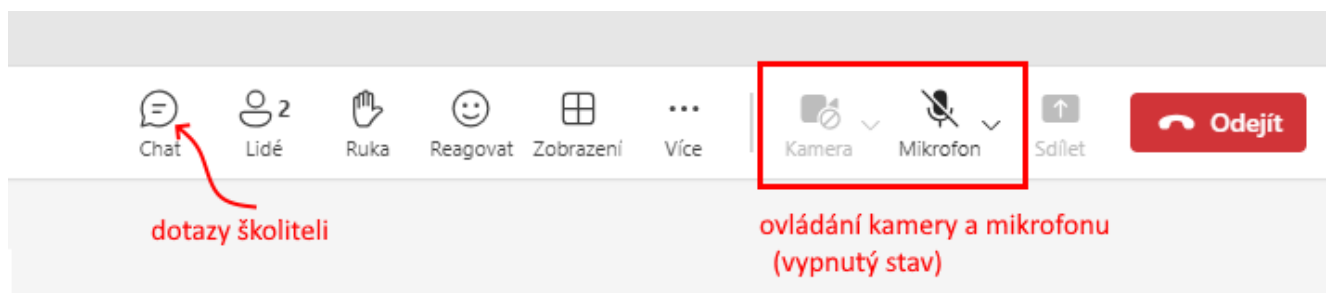 2
Chat Lidé Ruka Reagovat Zobrazení Více Kamera Mikrofon Sdílet Odejít
dotazy školiteli
ovládání kamery a mikrofonu
(vypnutý stav)